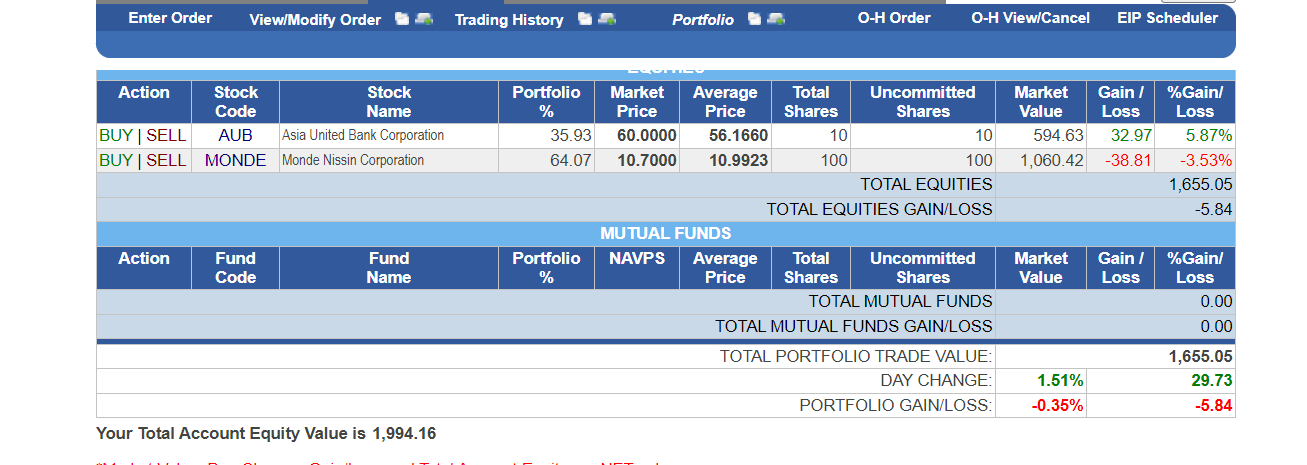 Enter Order View/Modify Order Trading History Portfolio O-H Order O-H View/Cancel EIP Scheduler
EQUITIES
Action Stock Code Stock Name Portfolio % Market Price Average Price Total Shares Uncommitted Shares Market Value Gain / Loss %Gain/ Loss
BUY | SELL AUB Asia United Bank Corporation 35.93 60.0000 56.1660 10 10 594.63 32.97 5.87%
BUY | SELL MONDE Monde Nissin Corporation 64.07 10.7000 10.9923 100 100 1,060.42 -38.81 -3.53%
TOTAL EQUITIES 1,655.05
TOTAL EQUITIES GAIN/LOSS -5.84
MUTUAL FUNDS
Action Fund Code Fund Name Portfolio % NAVPS Average Price Total Shares Uncommitted Shares Market Value Gain / Loss %Gain/ Loss
TOTAL MUTUAL FUNDS 0.00
TOTAL MUTUAL FUNDS GAIN/LOSS 0.00
TOTAL PORTFOLIO TRADE VALUE: 1,655.05
DAY CHANGE: 1.51% 29.73
PORTFOLIO GAIN/LOSS: -0.35% -5.84
Your Total Account Equity Value is 1,994.16